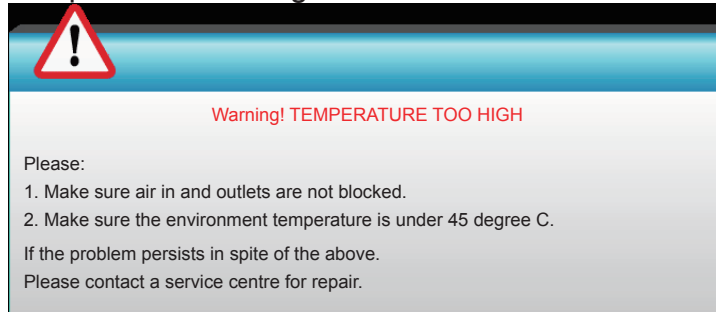 Warning! TEMPERATURE TOO HIGH
Please:
1. Make sure air in and outlets are not blocked.
2. Make sure the environment temperature is under 45 degree C.
If the problem persists in spite of the above.
Please contact a service centre for repair.